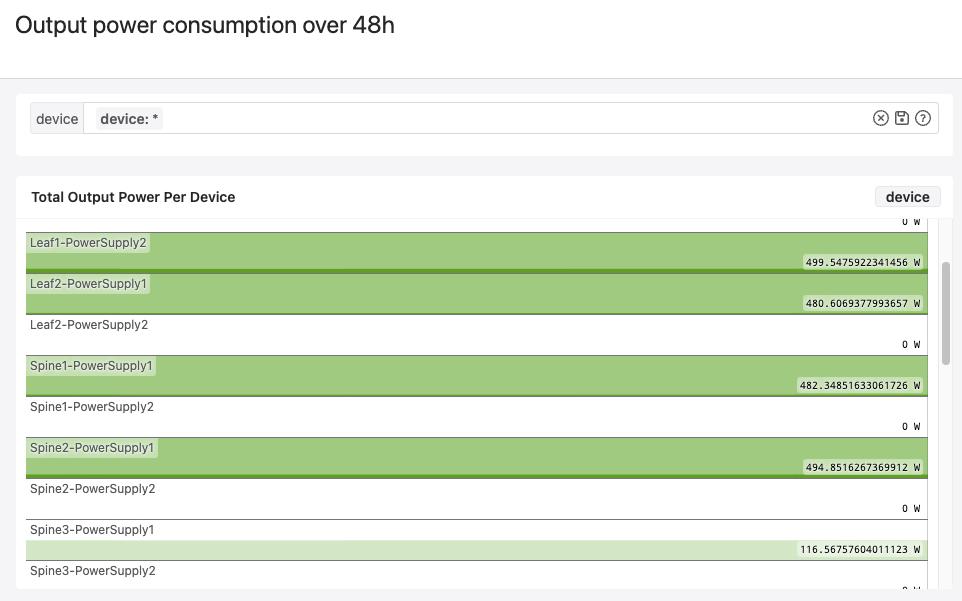 Output power consumption over 48h
device device: *
Total Output Power Per Device device
0 W
Leaf1-PowerSupply2
499.5475922341456 W
Leaf2-PowerSupply1
480.6069377993657 W
Leaf2-PowerSupply2
0 W
Spine1-PowerSupply1
482.34851633061726 W
Spine1-PowerSupply2
0 W
Spine2-PowerSupply1
494.8516267369912 W
Spine2-PowerSupply2
0 W
Spine3-PowerSupply1
116.56757604011123 W
Spine3-PowerSupply2